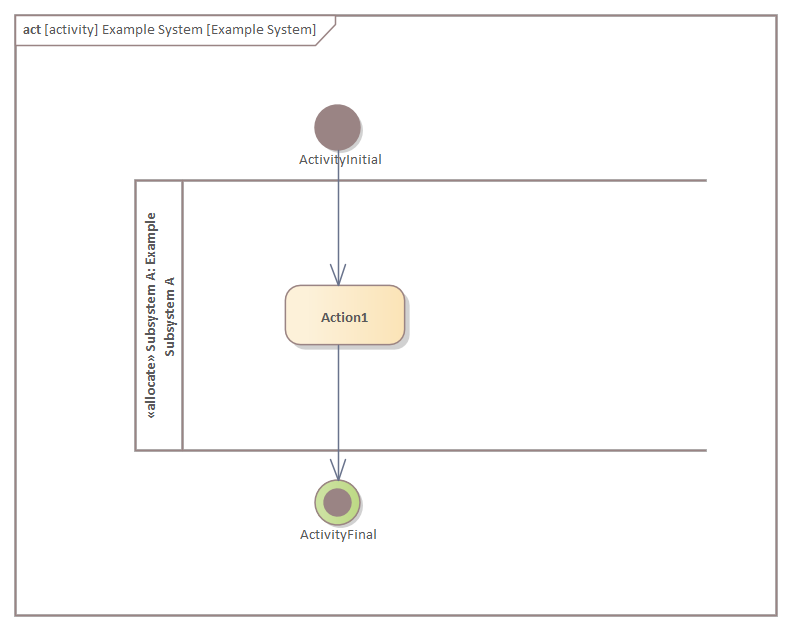 act [activity] Example System [Example System]
ActivityInitial
«allocate» Subsystem A: Example
Subsystem A
Action1
ActivityFinal